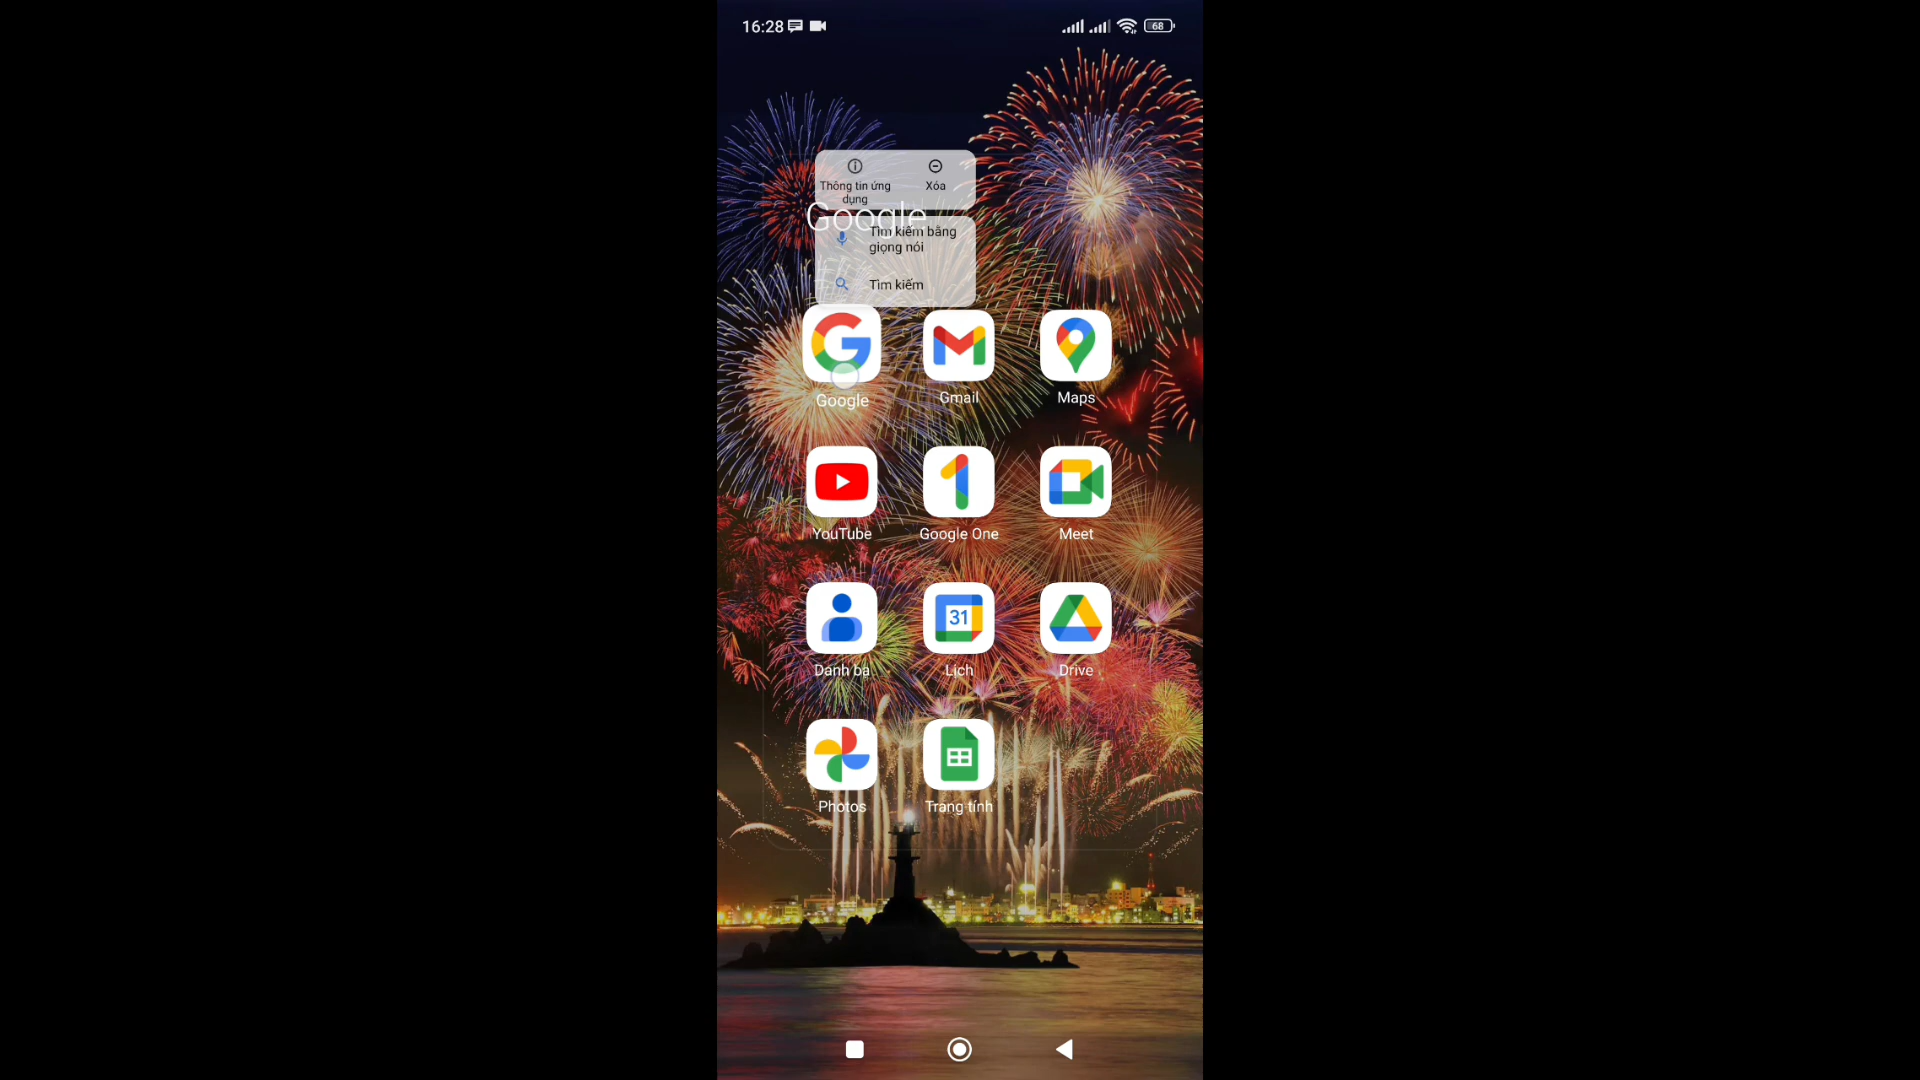 16:28
68
Thông tin ứng
dụng
Xóa
Google
Tìm kiếm bằng
giọng nói
Tìm kiếm
Google
Gmail
Maps
YouTube
Google One
Meet
Danh bạ
31
Lịch
Drive
Photos
Trang tính